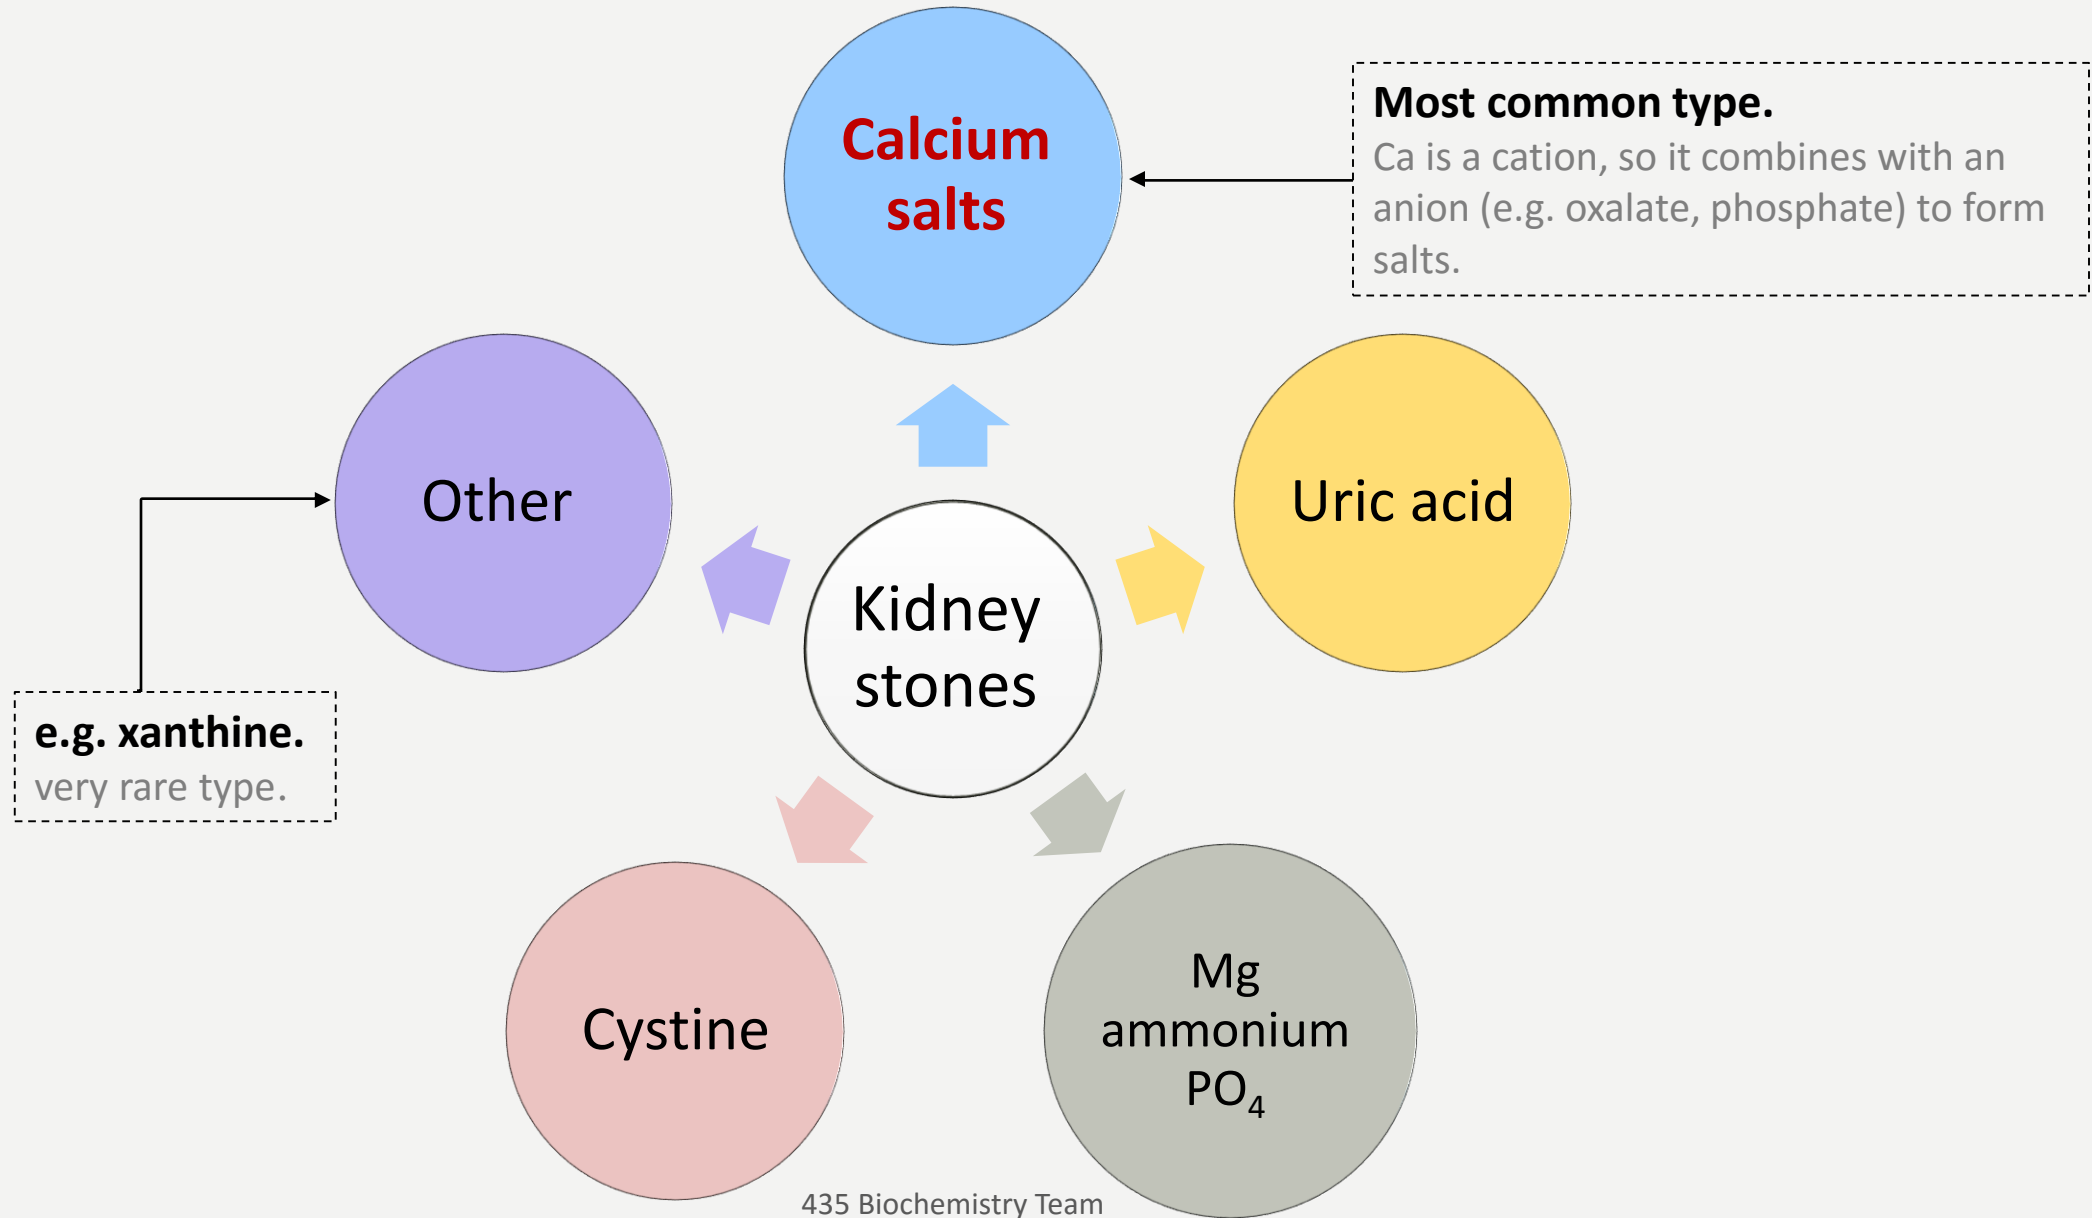 Calcium
salts
Most common type.
Ca is a cation, so it combines with an
anion (e.g. oxalate, phosphate) to form
salts.
Other
Uric acid
Kidney
stones
e.g. xanthine.
very rare type.
Cystine
Mg
ammonium
PO₄
435 Biochemistry Team